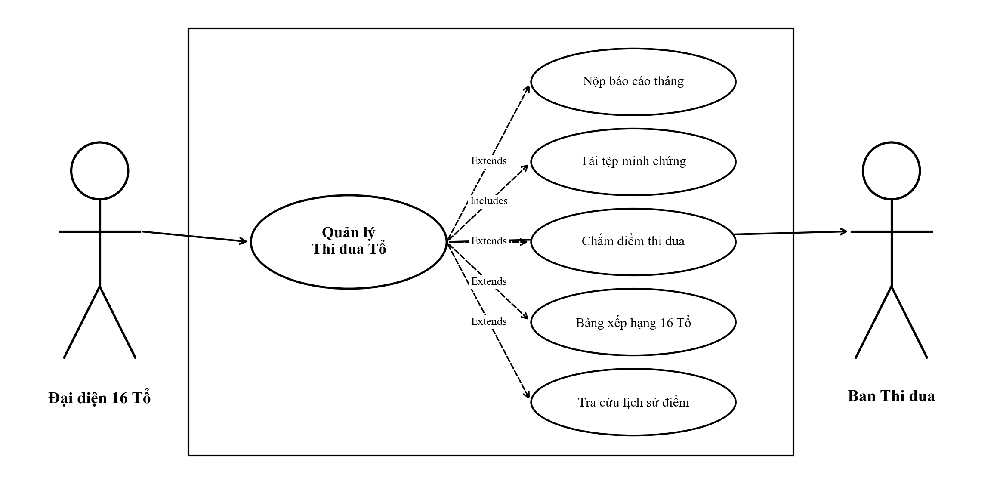 Nộp báo cáo tháng
Extends
Tải tệp minh chứng
Includes
Quản lý
Thi đua Tổ
Extends
Chấm điểm thi đua
Extends
Bảng xếp hạng 16 Tổ
Extends
Tra cứu lịch sử điểm
Đại diện 16 Tổ
Ban Thi đua